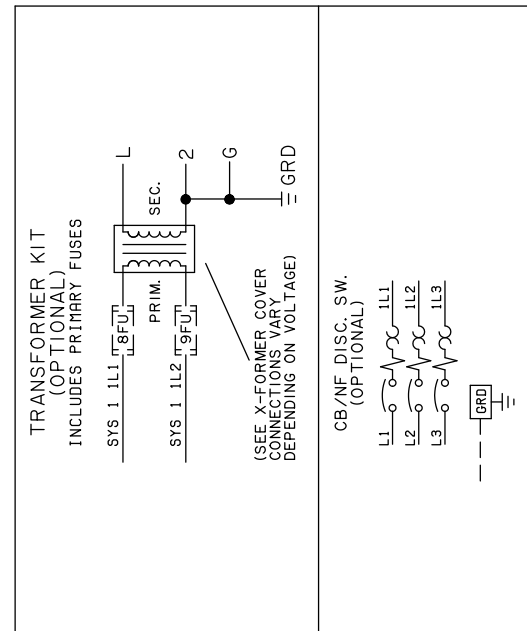 TRANSFORMER KIT
(OPTIONAL)
INCLUDES PRIMARY FUSES
SYS 1 1L1
8FU
PRIM.
SEC.
L
SYS 1 1L2
9FU
2
G
GRD
(SEE X-FORMER COVER
CONNECTIONS VARY
DEPENDING ON VOLTAGE)
CB/NF DISC. SW.
(OPTIONAL)
L1
1L1
L2
1L2
L3
1L3
GRD